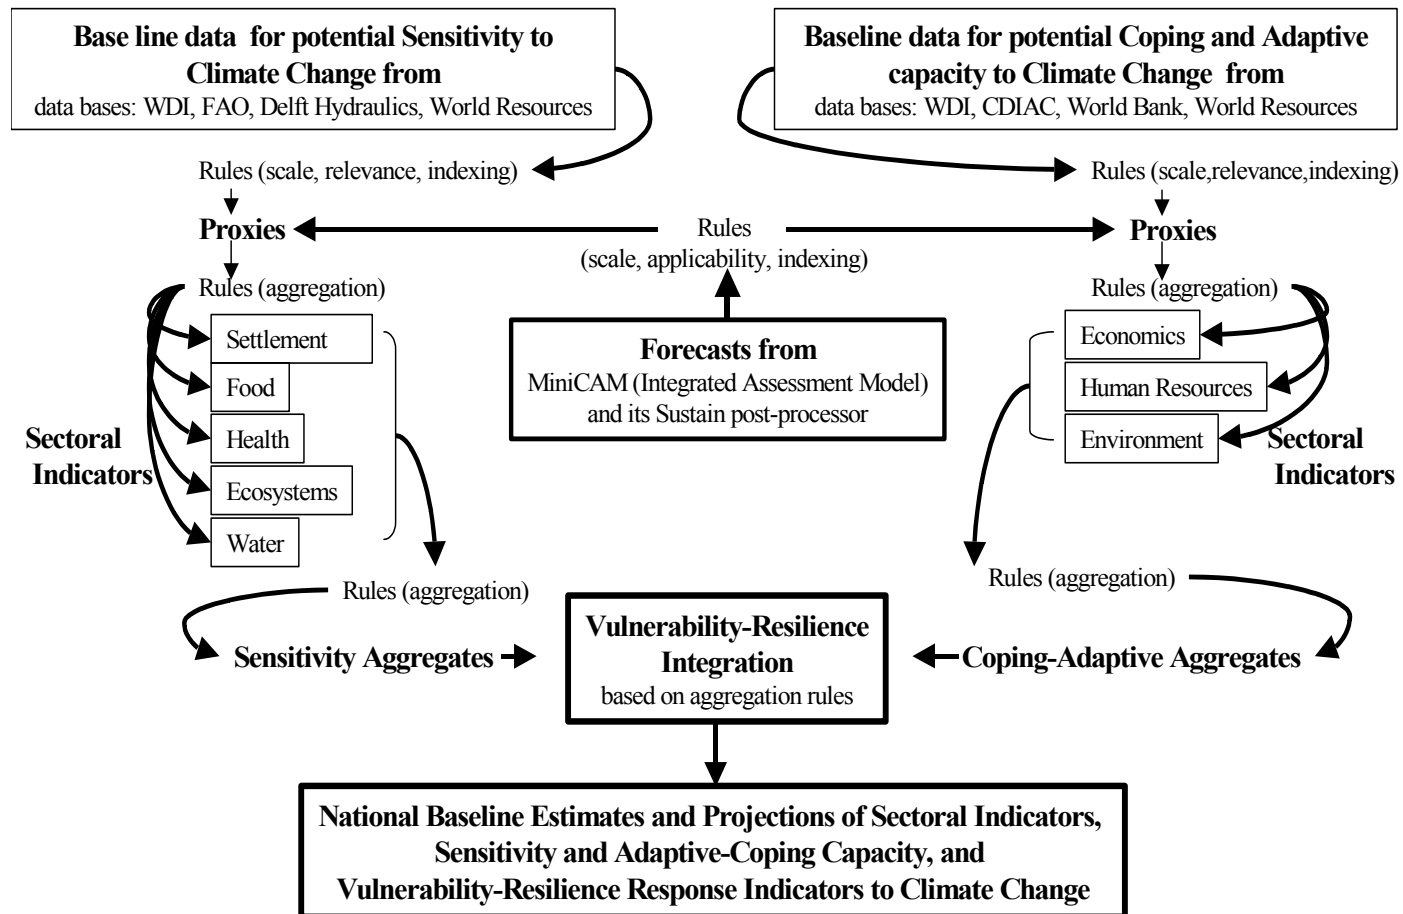 Base line data for potential Sensitivity to
Climate Change from
data bases: WDI, FAO, Delft Hydraulics, World Resources
Baseline data for potential Coping and Adaptive
capacity to Climate Change from
data bases: WDI, CDIAC, World Bank, World Resources
Rules (scale, relevance, indexing)
Rules (scale,relevance,indexing)
Proxies
Rules
(scale, applicability, indexing)
Proxies
Rules (aggregation)
Rules (aggregation)
Settlement
Food
Health
Ecosystems
Water
Sectoral
Indicators
Forecasts from
MiniCAM (Integrated Assessment Model)
and its Sustain post-processor
Economics
Human Resources
Environment
Sectoral
Indicators
Rules (aggregation)
Rules (aggregation)
Sensitivity Aggregates
Vulnerability-Resilience
Integration
based on aggregation rules
Coping-Adaptive Aggregates
National Baseline Estimates and Projections of Sectoral Indicators,
Sensitivity and Adaptive-Coping Capacity, and
Vulnerability-Resilience Response Indicators to Climate Change